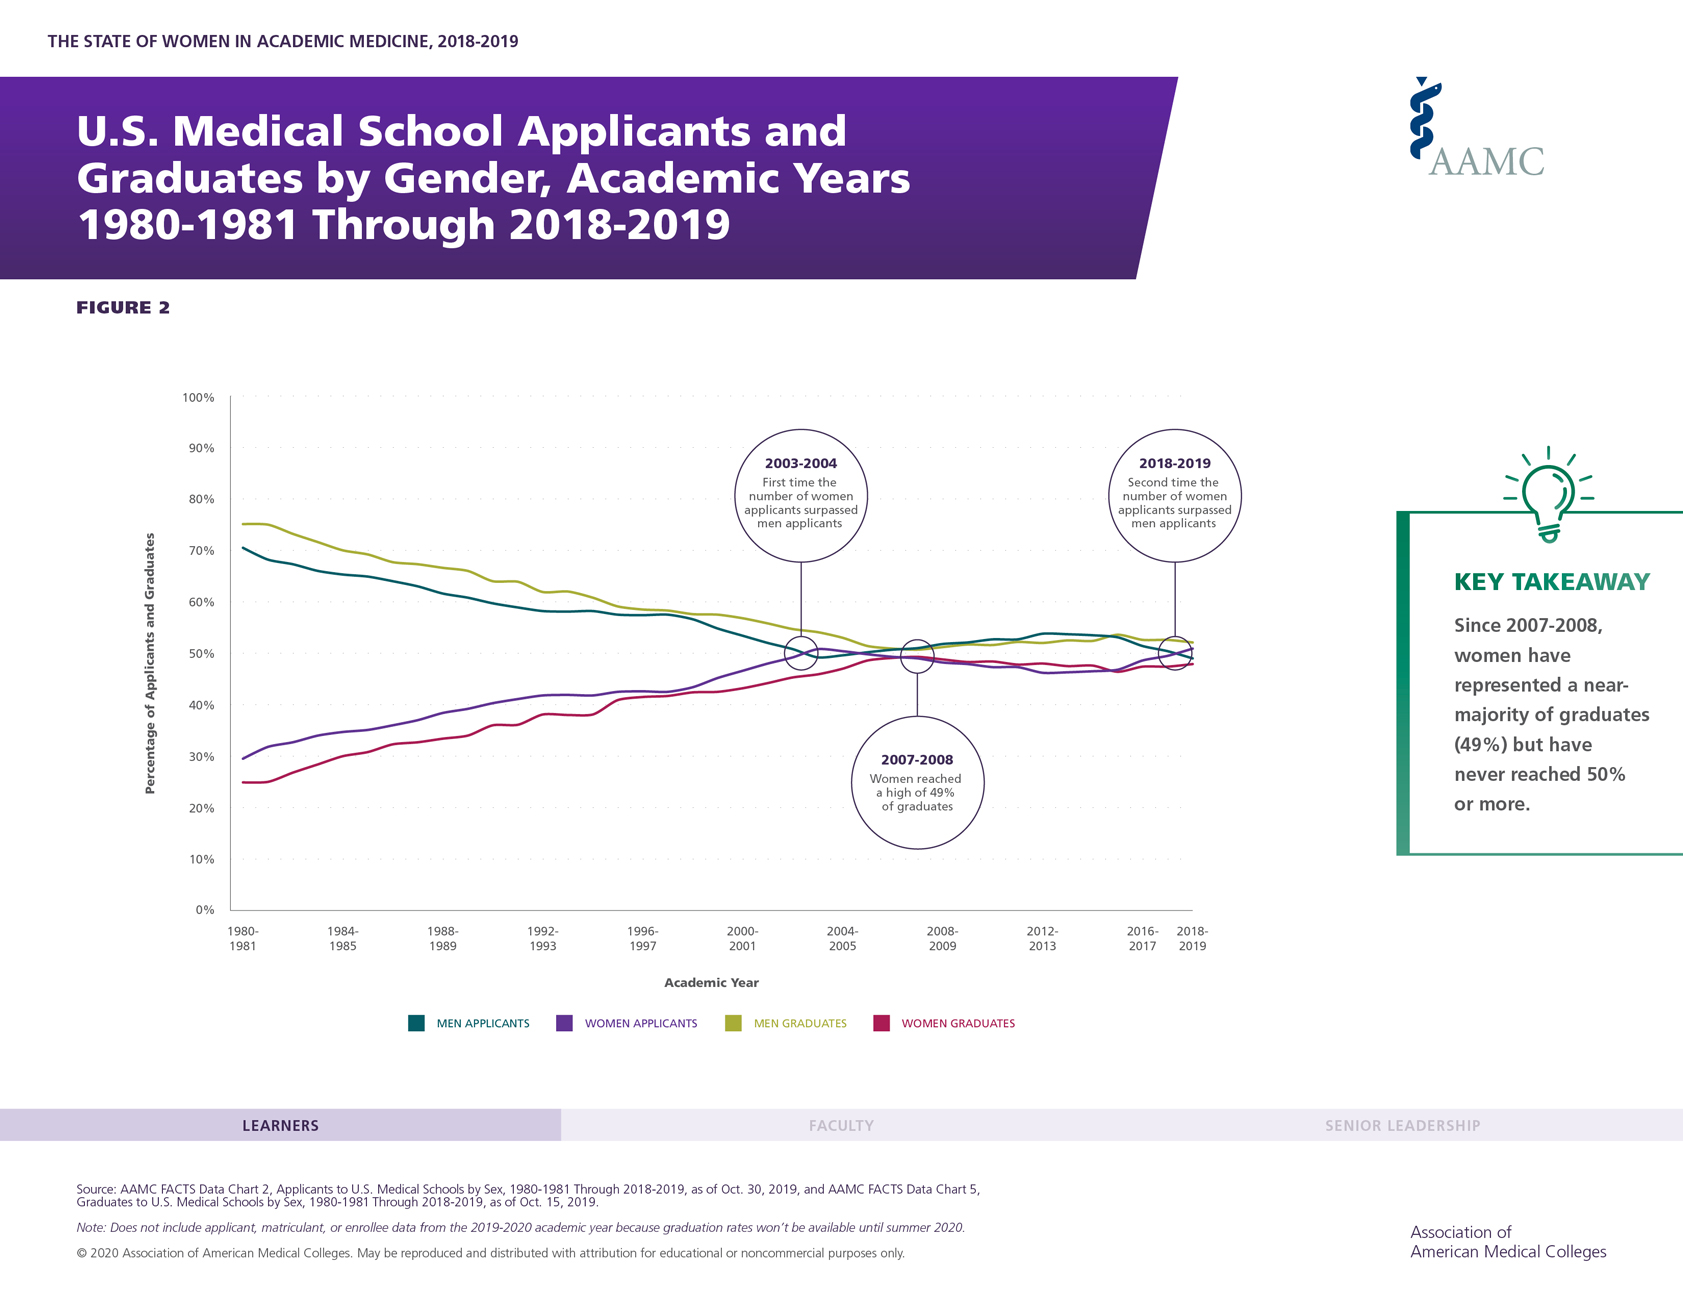 THE STATE OF WOMEN IN ACADEMIC MEDICINE, 2018-2019
AAMC
U.S. Medical School Applicants and
Graduates by Gender, Academic Years
1980-1981 Through 2018-2019
FIGURE 2
Percentage of Applicants and Graduates
100%
90%
80%
70%
60%
50%
40%
30%
20%
10%
0%
2003-2004
First time the
number of women
applicants surpassed
men applicants
2018-2019
Second time the
number of women
applicants surpassed
men applicants
2007-2008
Women reached
a high of 49%
of graduates
1980-
1981
1984-
1985
1988-
1989
1992-
1993
1996-
1997
2000-
2001
2004-
2005
2008-
2009
2012-
2013
2016-
2017
2018-
2019
Academic Year
MEN APPLICANTS
WOMEN APPLICANTS
MEN GRADUATES
WOMEN GRADUATES
KEY TAKEAWAY
Since 2007-2008,
women have
represented a near-
majority of graduates
(49%) but have
never reached 50%
or more.
LEARNERS
FACULTY
SENIOR LEADERSHIP
Source: AAMC FACTS Data Chart 2, Applicants to U.S. Medical Schools by Sex, 1980-1981 Through 2018-2019, as of Oct. 30, 2019, and AAMC FACTS Data Chart 5,
Graduates to U.S. Medical Schools by Sex, 1980-1981 Through 2018-2019, as of Oct. 15, 2019.
Note: Does not include applicant, matriculant, or enrollee data from the 2019-2020 academic year because graduation rates won't be available until summer 2020.
© 2020 Association of American Medical Colleges. May be reproduced and distributed with attribution for educational or noncommercial purposes only.
Association of
American Medical Colleges